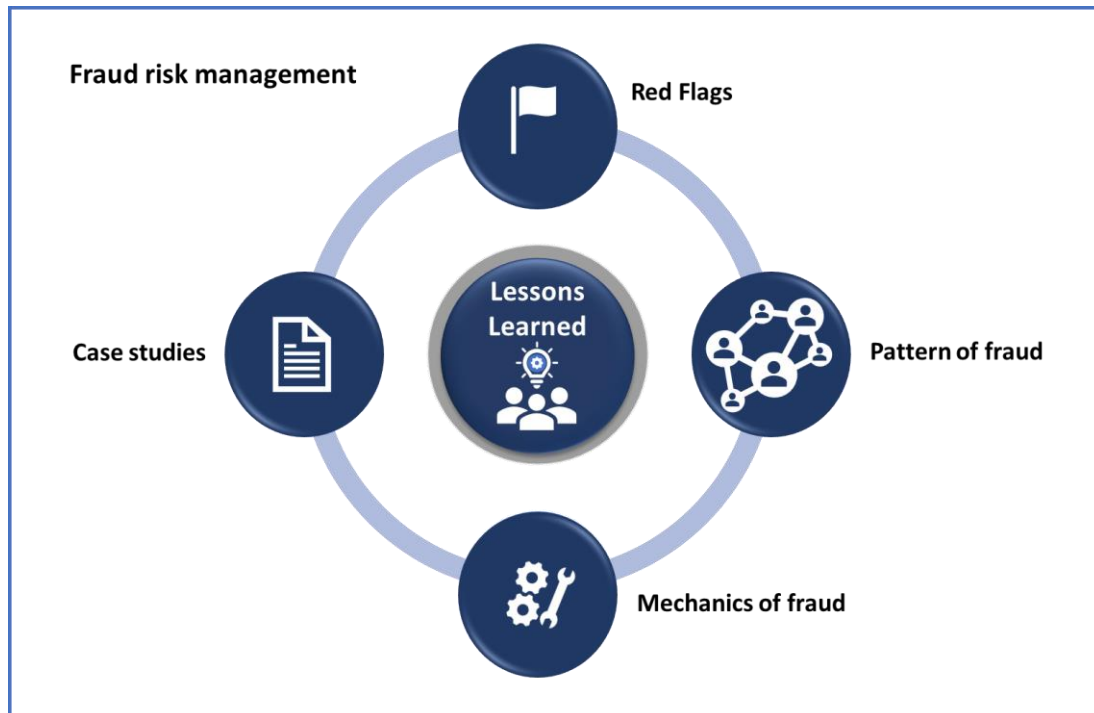 Fraud risk management
Red Flags
Lessons
Learned
Case studies
Pattern of fraud
Mechanics of fraud